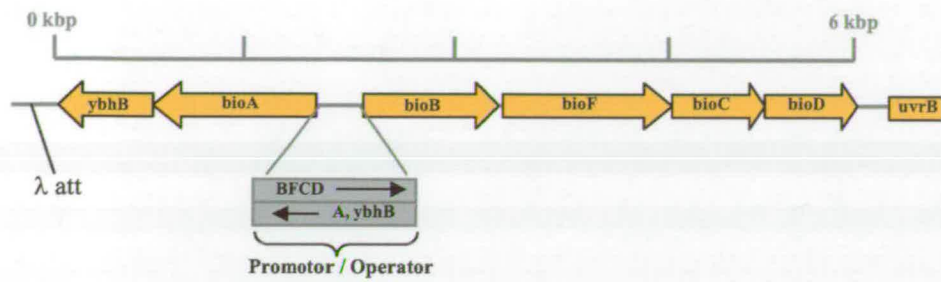 0 kbp 6 kbp
ybhB bioA bioB bioF bioC bioD uvrB
λ att
BFCD
A, ybhB
Promotor / Operator